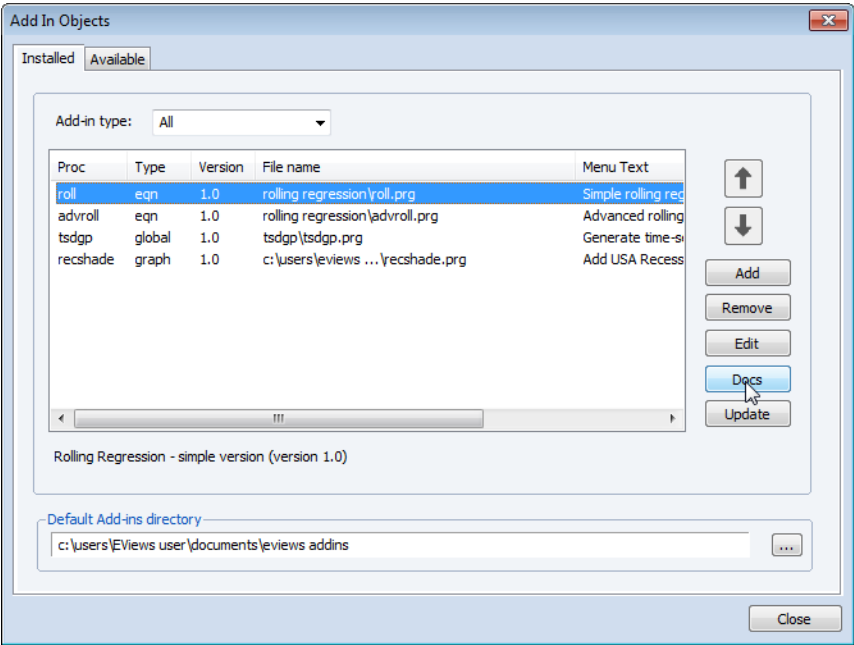 Add In Objects
Installed Available
Add-in type: All
Proc Type Version File name Menu Text
roll eqn 1.0 rolling regression\roll.prg Simple rolling reg
advroll eqn 1.0 rolling regression\advroll.prg Advanced rolling
tsdgp global 1.0 tsdgp\tsdgp.prg Generate time-s
recshade graph 1.0 c:\users\eviews ...\recshade.prg Add USA Recess
Add
Remove
Edit
Docs
Update
Rolling Regression - simple version (version 1.0)
Default Add-ins directory
c:\users\EViews user\documents\eviews addins
...
Close